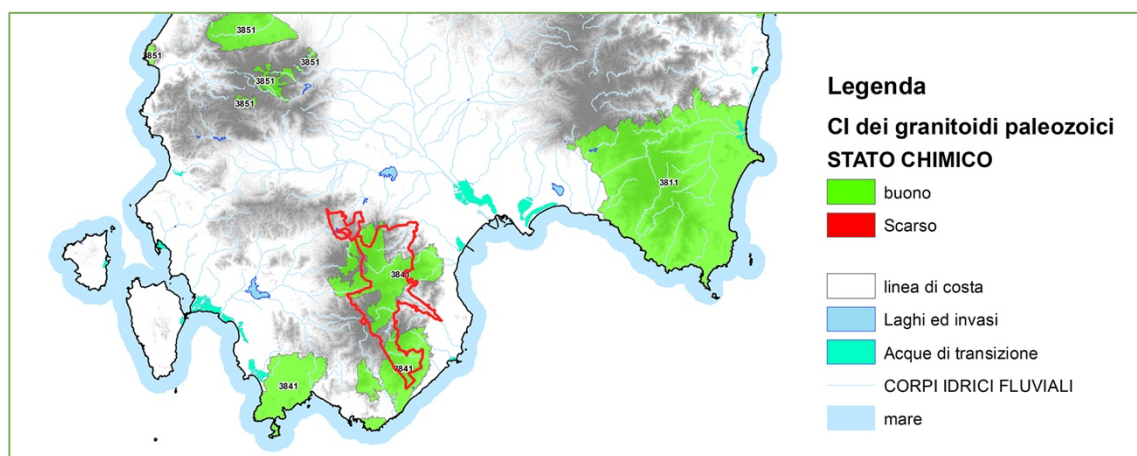 3851
3851
3851
3851
3851
3811
3841
3841
3841
Legenda
CI dei granitoidi paleozoici
STATO CHIMICO
buono
Scarso
linea di costa
Laghi ed invasi
Acque di transizione
CORPI IDRICI FLUVIALI
mare